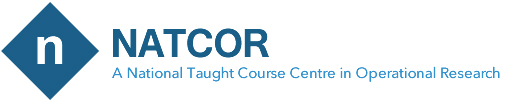 n
NATCOR
A National Taught Course Centre in Operational Research